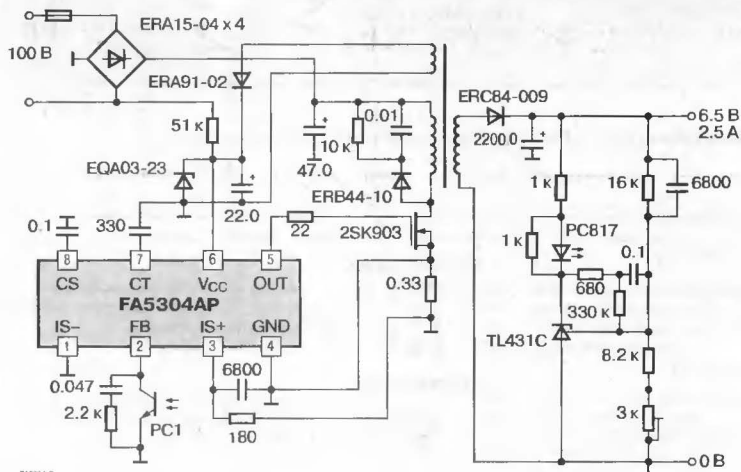 ERA15-04 x 4
100 В
ERA91-02
51 к
EQA03-23
0.1
330
22.0
10 к
0.01
47.0
ERB44-10
22
2SK903
0.33
ERC84-009
2200.0
+
+
+
6.5 В
2.5 А
1 к
16 к
6800
PC817
1 к
0.1
680
330 к
TL431C
8.2 к
3 к
0 В
8 7 6 5
CS CT VCC OUT
FA5304AP
IS– FB IS+ GND
1 2 3 4
0.047
2.2 к
PC1
6800
180